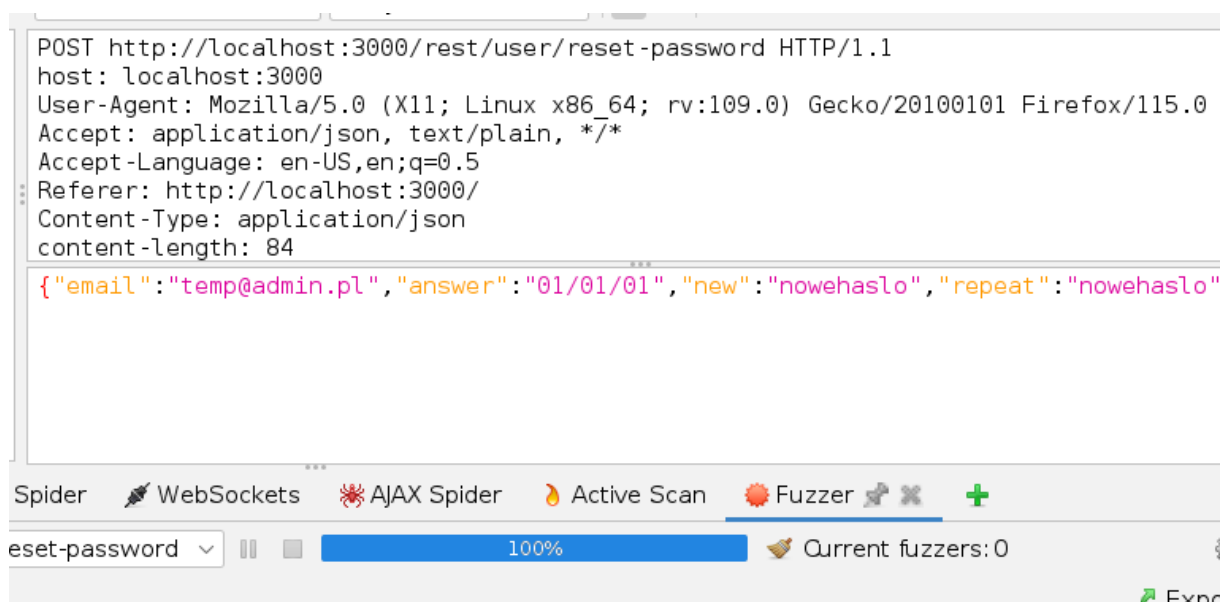 POST http://localhost:3000/rest/user/reset-password HTTP/1.1
host: localhost:3000
User-Agent: Mozilla/5.0 (X11; Linux x86_64; rv:109.0) Gecko/20100101 Firefox/115.0
Accept: application/json, text/plain, */*
Accept-Language: en-US,en;q=0.5
Referer: http://localhost:3000/
Content-Type: application/json
content-length: 84
{"email":"temp@admin.pl","answer":"01/01/01","new":"nowehaslo","repeat":"nowehaslo"
Spider WebSockets AJAX Spider Active Scan Fuzzer
eset-password 100% Current fuzzers: 0